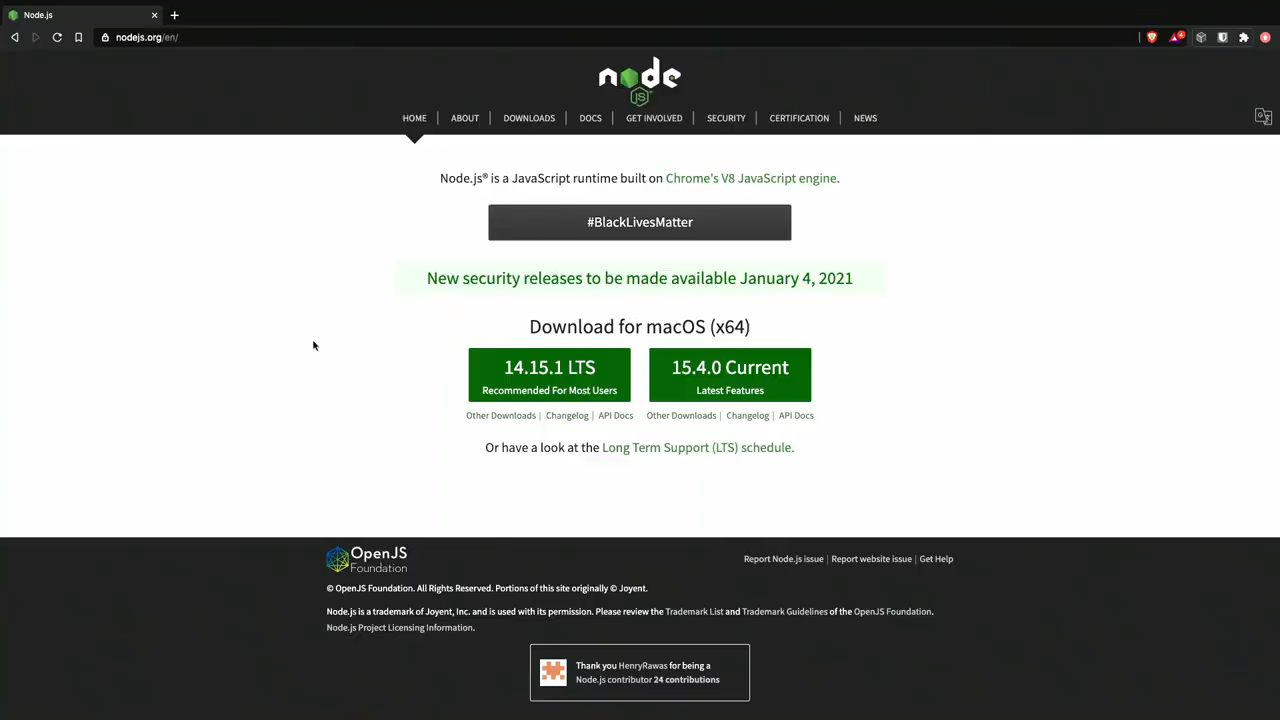 Node.js
nodejs.org/en/
4
node
JS
HOME | ABOUT | DOWNLOADS | DOCS | GET INVOLVED | SECURITY | CERTIFICATION | NEWS
Node.js® is a JavaScript runtime built on Chrome's V8 JavaScript engine.
#BlackLivesMatter
New security releases to be made available January 4, 2021
Download for macOS (x64)
14.15.1 LTS
Recommended For Most Users
15.4.0 Current
Latest Features
Other Downloads | Changelog | API Docs
Other Downloads | Changelog | API Docs
Or have a look at the Long Term Support (LTS) schedule.
OpenJS
Foundation
Report Node.js issue | Report website issue | Get Help
© OpenJS Foundation. All Rights Reserved. Portions of this site originally © Joyent.
Node.js is a trademark of Joyent, Inc. and is used with its permission. Please review the Trademark List and Trademark Guidelines of the OpenJS Foundation.
Node.js Project Licensing Information.
Thank you HenryRawas for being a
Node.js contributor 24 contributions